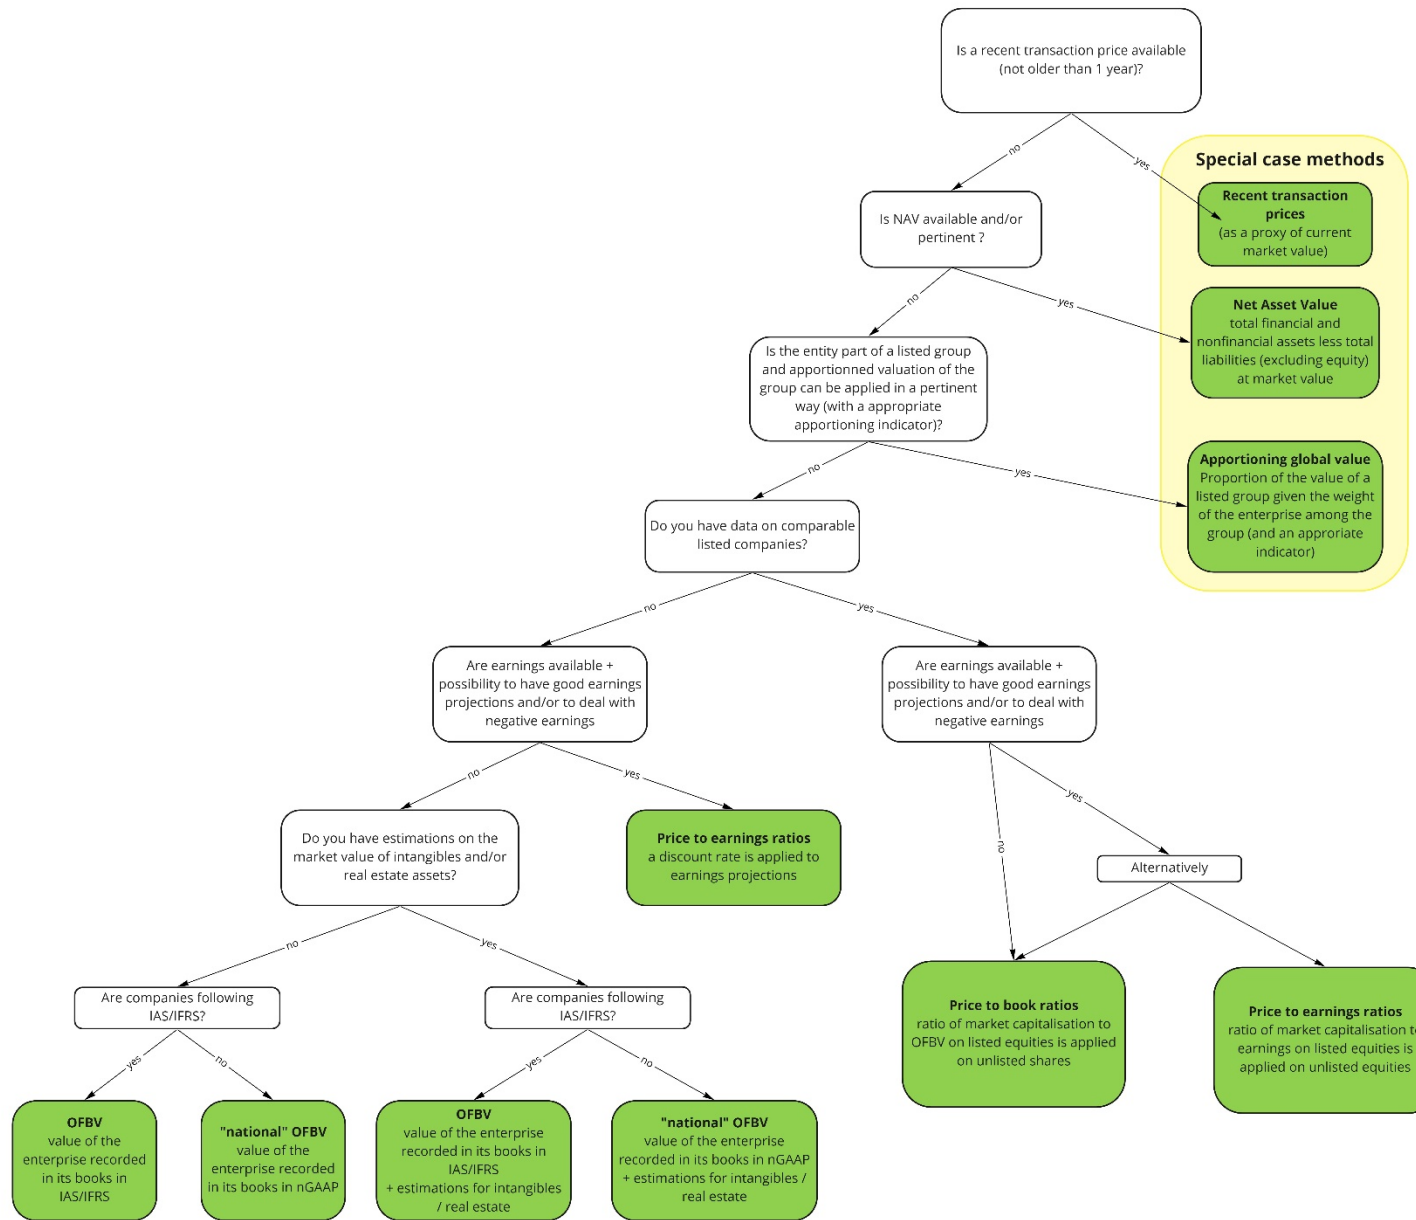 Is a recent transaction price available
(not older than 1 year)?
no
yes
Special case methods
Recent transaction
prices
(as a proxy of current
market value)
Is NAV available and/or
pertinent ?
no
yes
Net Asset Value
total financial and
nonfinancial assets less total
liabilities (excluding equity)
at market value
Is the entity part of a listed group
and apportionned valuation of the
group can be applied in a pertinent
way (with a appropriate
apportioning indicator)?
no
yes
Apportioning global value
Proportion of the value of a
listed group given the weight
of the enterprise among the
group (and an approriate
indicator)
Do you have data on comparable
listed companies?
no
yes
Are earnings available +
possibility to have good earnings
projections and/or to deal with
negative earnings
Are earnings available +
possibility to have good earnings
projections and/or to deal with
negative earnings
no
yes
no
yes
Do you have estimations on the
market value of intangibles and/or
real estate assets?
Price to earnings ratios
a discount rate is applied to
earnings projections
Alternatively
no
yes
Are companies following
IAS/IFRS?
Are companies following
IAS/IFRS?
Price to book ratios
ratio of market capitalisation to
OFBV on listed equities is applied
on unlisted shares
Price to earnings ratios
ratio of market capitalisation to
earnings on listed equities is
applied on unlisted equities
yes
no
yes
no
OFBV
value of the
enterprise recorded
in its books in
IAS/IFRS
"national" OFBV
value of the
enterprise recorded
in its books in nGAAP
OFBV
value of the enterprise
recorded in its books in
IAS/IFRS
+ estimations for intangibles
/ real estate
"national" OFBV
value of the enterprise
recorded in its books in nGAAP
+ estimations for intangibles /
real estate